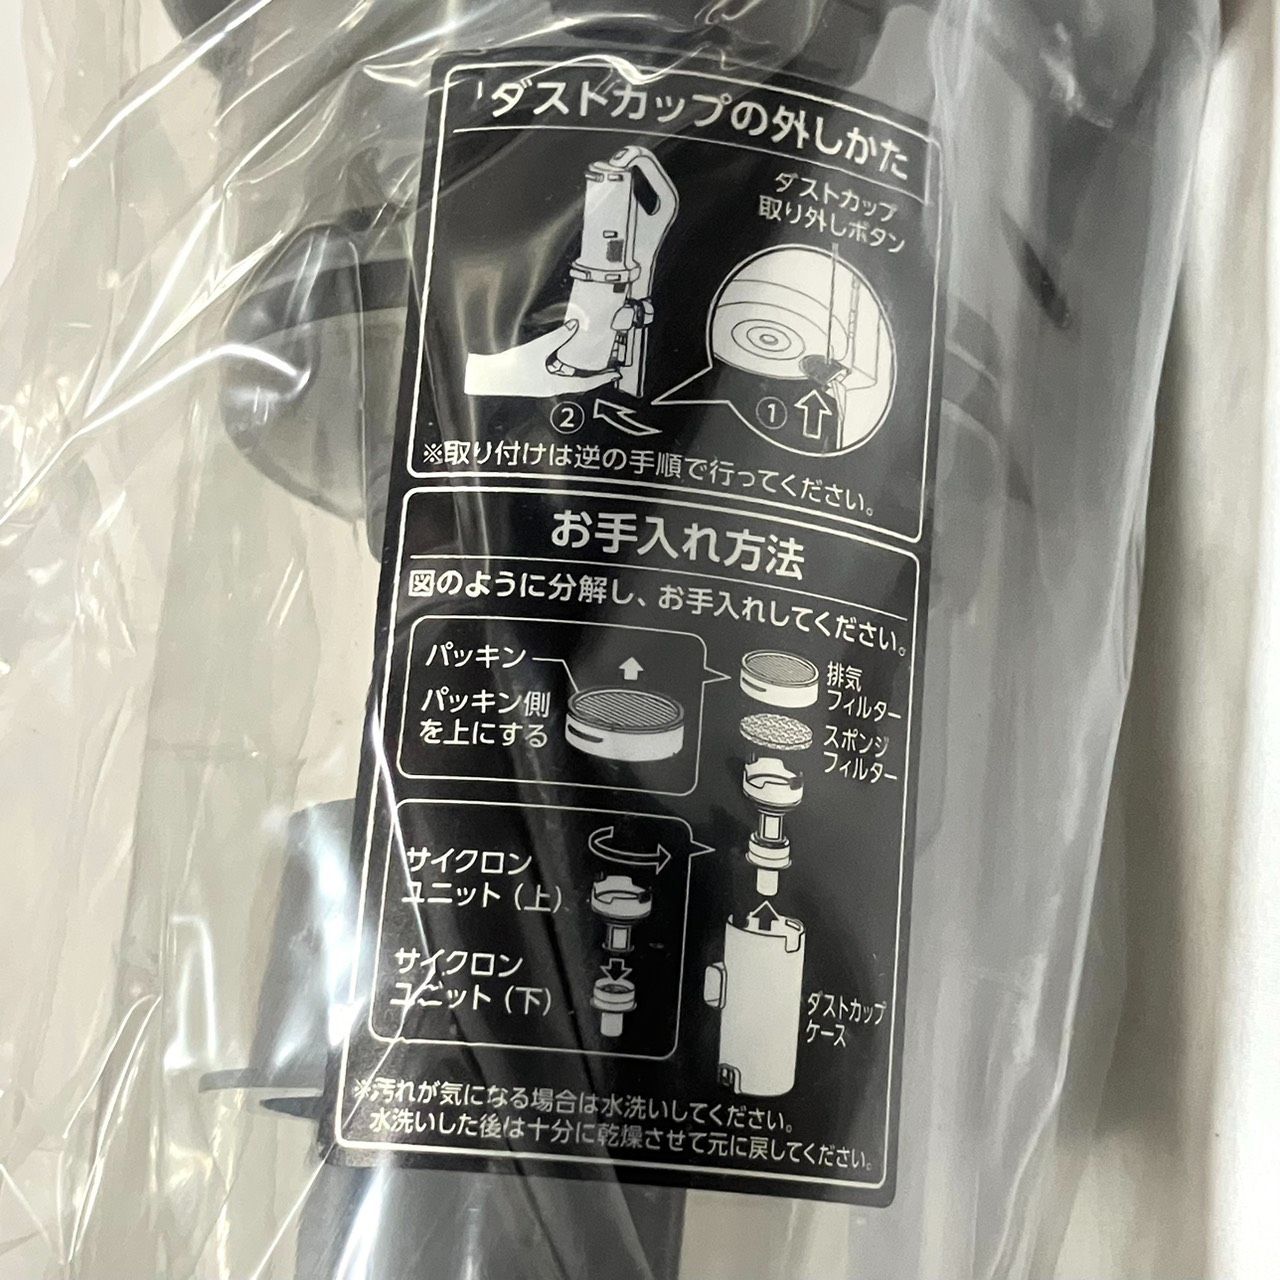 ダストカップの外しかた
ダストカップ
取り外しボタン
②
①
※取り付けは逆の手順で行ってください。
お手入れ方法
図のように分解し、お手入れしてください。
パッキン
パッキン側
を上にする
排気
フィルター
スポンジ
フィルター
サイクロン
ユニット（上）
サイクロン
ユニット（下）
ダストカップ
ケース
※汚れが気になる場合は水洗いしてください。
水洗いした後は十分に乾燥させて元に戻してください。